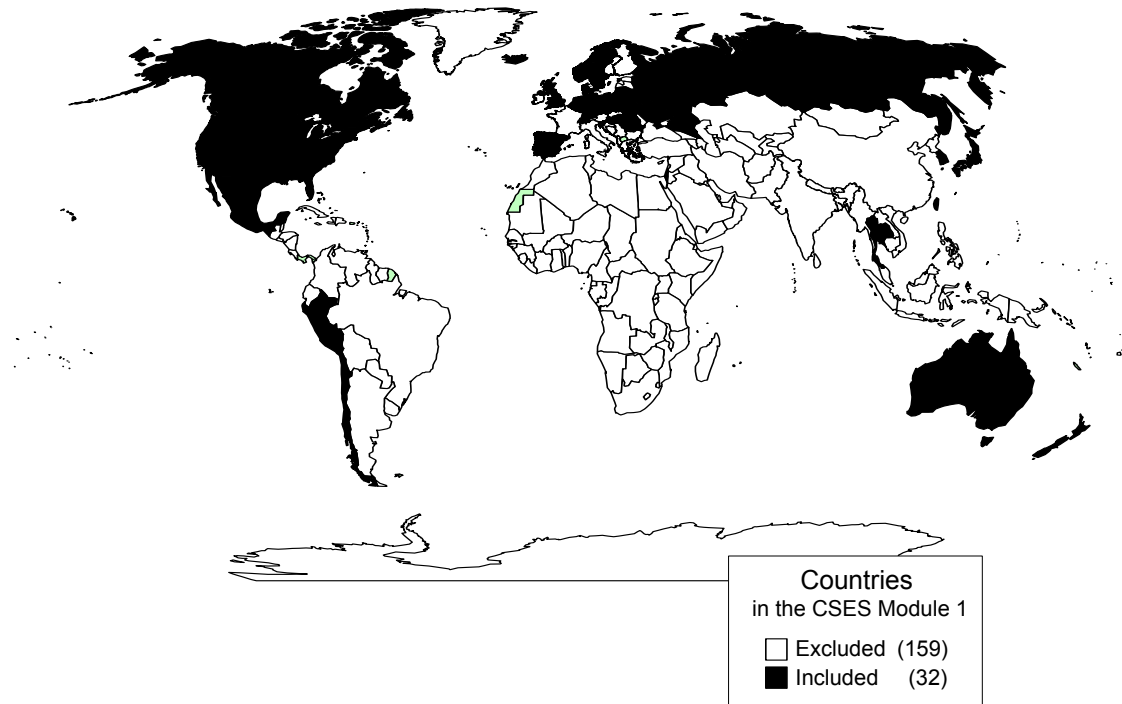 Countries
in the CSES Module 1
Excluded (159)
Included (32)